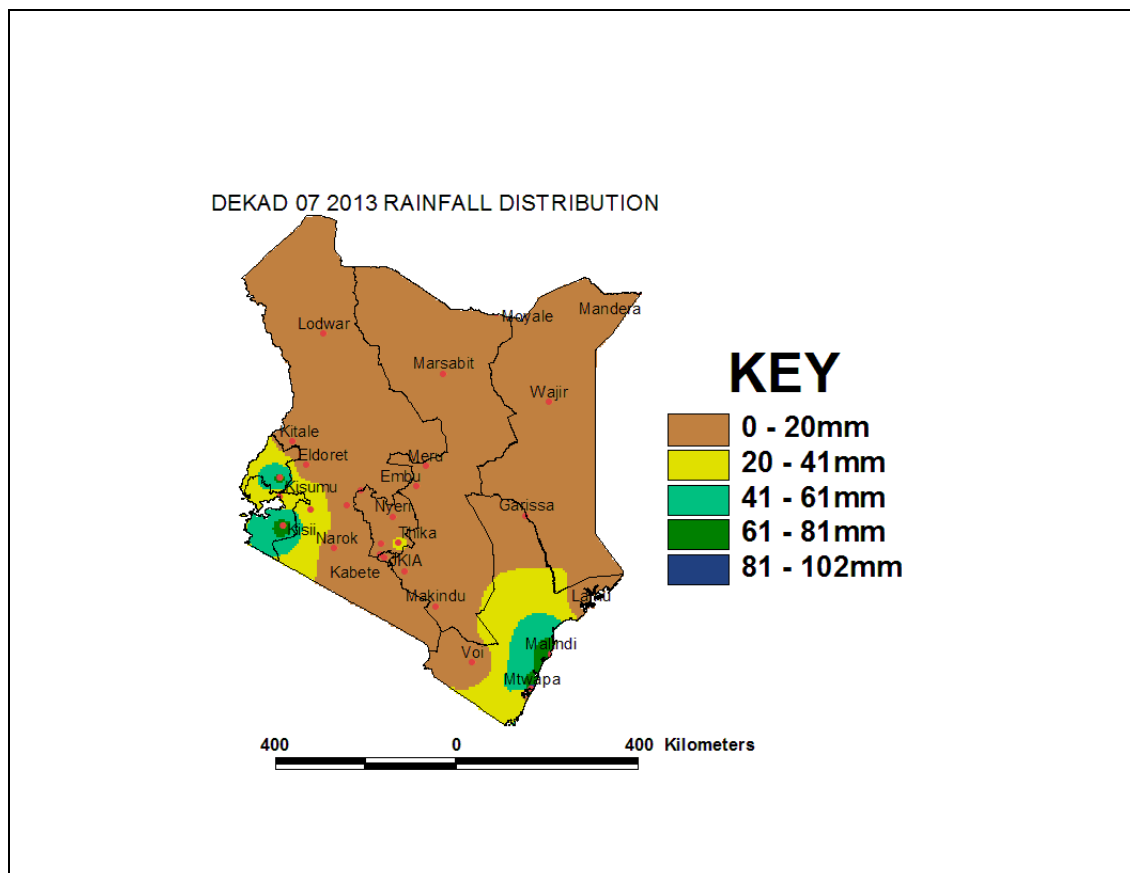 DEKAD 07 2013 RAINFALL DISTRIBUTION
Mandera
Moyale
Lodwar
Marsabit
Wajir
KEY
0 - 20mm
20 - 41mm
41 - 61mm
61 - 81mm
81 - 102mm
Kitale
Eldoret
Meru
Embu
Kisumu
Nyeri
Garissa
Kisii
Thika
Narok
JKIA
Kabete
Makindu
Lamu
Malindi
Voi
Mtwapa
400 0 400 Kilometers